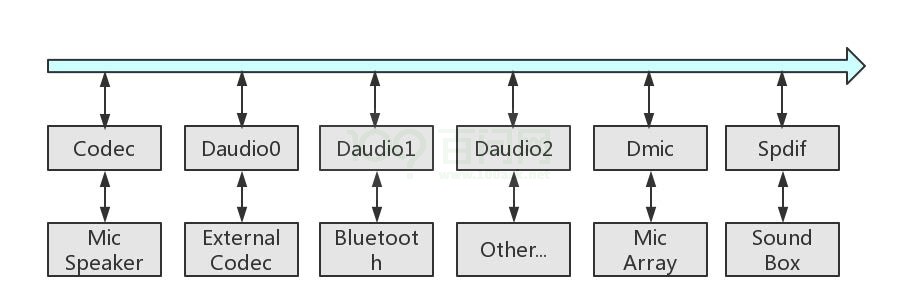 Codec
Daudio0
Daudio1
Daudio2
Dmic
Spdif
Mic
Speaker
External
Codec
Bluetoot
h
Other...
Mic
Array
Sound
Box